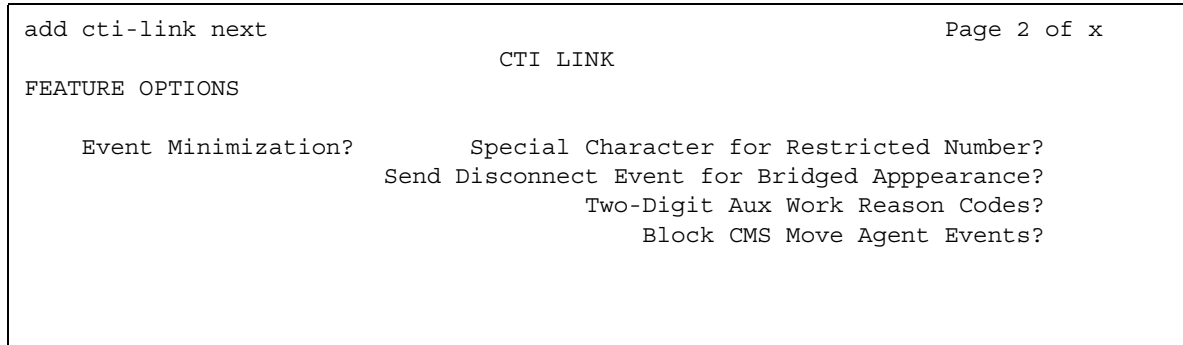 add cti-link next Page 2 of x
CTI LINK
FEATURE OPTIONS
Event Minimization? Special Character for Restricted Number?
Send Disconnect Event for Bridged Apppearance?
Two-Digit Aux Work Reason Codes?
Block CMS Move Agent Events?